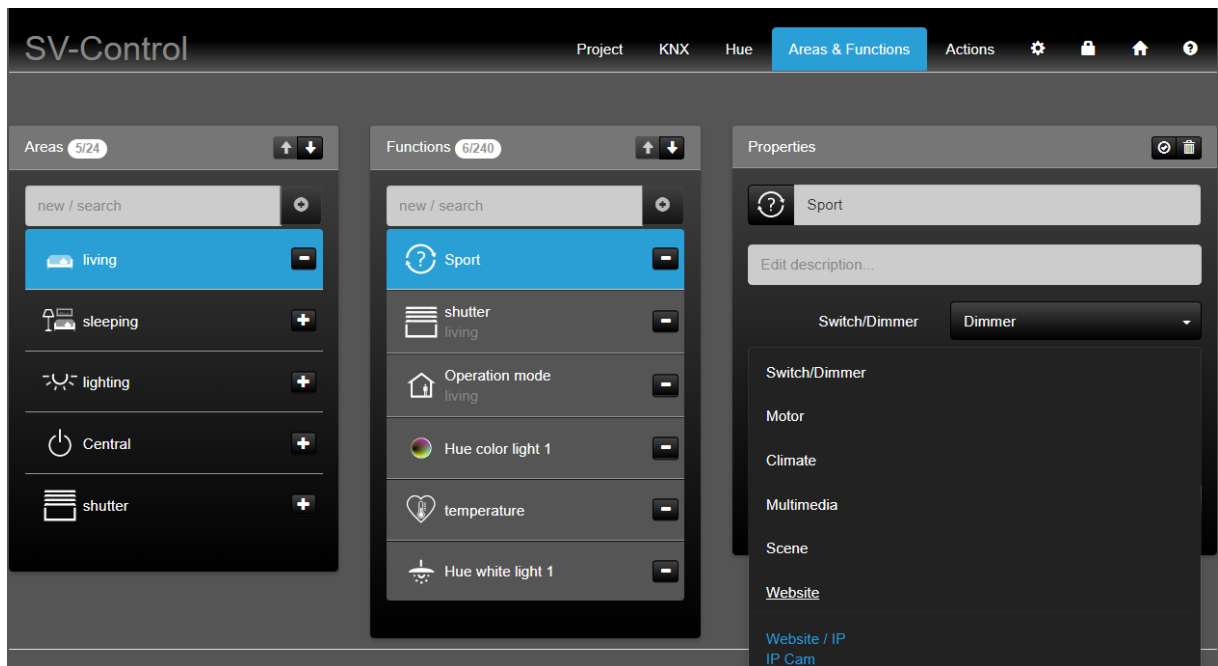 SV-Control
Project KNX Hue Areas & Functions Actions
Areas 5/24
new / search
living
sleeping
lighting
Central
shutter
Functions 6/240
new / search
Sport
shutter
living
Operation mode
living
Hue color light 1
temperature
Hue white light 1
Properties
Sport
Edit description...
Switch/Dimmer Dimmer
Switch/Dimmer
Motor
Climate
Multimedia
Scene
Website
Website / IP
IP Cam